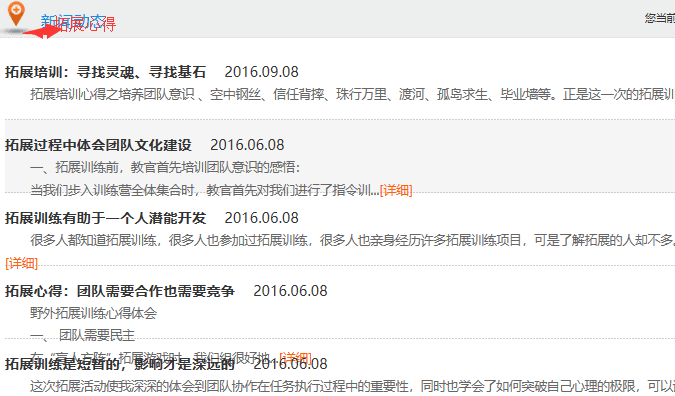 新闻动态
拓展心得
您当前
拓展培训：寻找灵魂、寻找基石 2016.09.08
拓展培训心得之培养团队意识 、空中钢丝、信任背摔、珠行万里、渡河、孤岛求生、毕业墙等。正是这一次的拓展训
拓展过程中体会团队文化建设 2016.06.08
一、拓展训练前，教官首先培训团队意识的感悟：
当我们步入训练营全体集合时，教官首先对我们进行了指令训...[详细]
拓展训练有助于一个人潜能开发 2016.06.08
很多人都知道拓展训练，很多人也参加过拓展训练，很多人也亲身经历许多拓展训练项目，可是了解拓展的人却不多。
[详细]
拓展心得：团队需要合作也需要竞争 2016.06.08
野外拓展训练心得体会
一、 团队需要民主
在“盲人方阵”拓展游戏时，我们组很好地...[详细]
拓展训练是短暂的，影响才是深远的 2016.06.08
这次拓展活动使我深深的体会到团队协作在任务执行过程中的重要性，同时也学会了如何突破自己心理的极限，可以